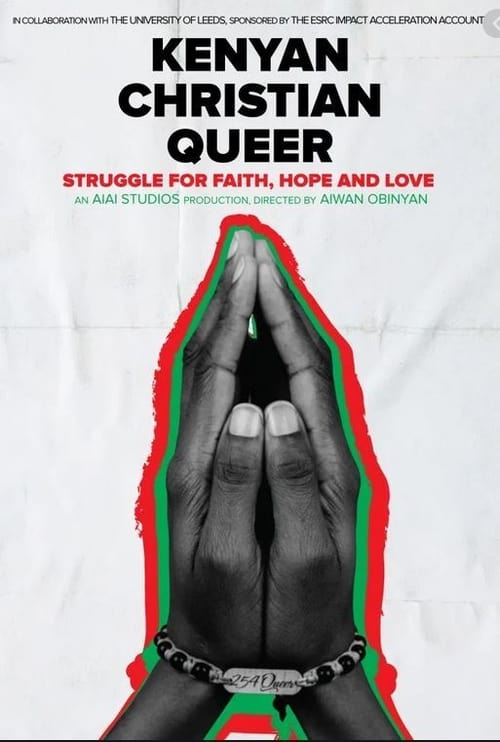 IN COLLABORATION WITH THE UNIVERSITY OF LEEDS, SPONSORED BY THE ESRC IMPACT ACCELERATION ACCOUNT
KENYAN
CHRISTIAN
QUEER
STRUGGLE FOR FAITH, HOPE AND LOVE
AN AIAI STUDIOS PRODUCTION, DIRECTED BY AIWAN OBINYAN
254 Queer